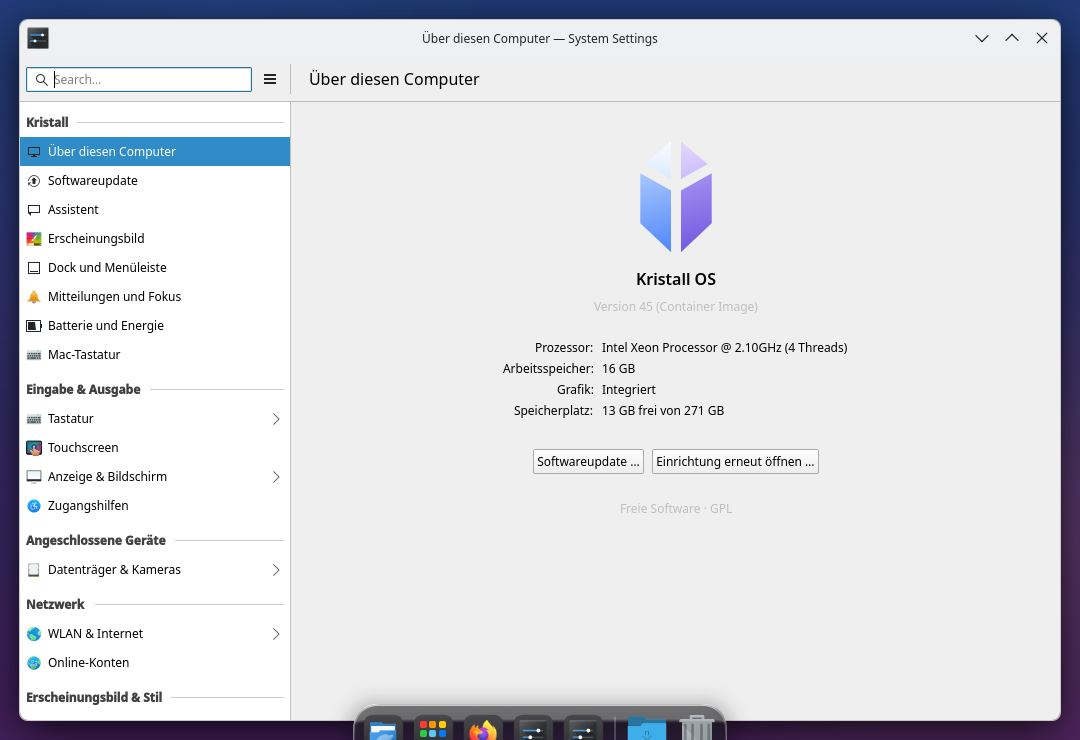 Über diesen Computer — System Settings
Search...
Über diesen Computer
Kristall
Über diesen Computer
Softwareupdate
Assistent
Erscheinungsbild
Dock und Menüleiste
Mitteilungen und Fokus
Batterie und Energie
Mac-Tastatur
Eingabe & Ausgabe
Tastatur
Touchscreen
Anzeige & Bildschirm
Zugangshilfen
Angeschlossene Geräte
Datenträger & Kameras
Netzwerk
WLAN & Internet
Online-Konten
Erscheinungsbild & Stil
Kristall OS
Version 45 (Container Image)
Prozessor: Intel Xeon Processor @ 2.10GHz (4 Threads)
Arbeitsspeicher: 16 GB
Grafik: Integriert
Speicherplatz: 13 GB frei von 271 GB
Softwareupdate ... Einrichtung erneut öffnen ...
Freie Software · GPL